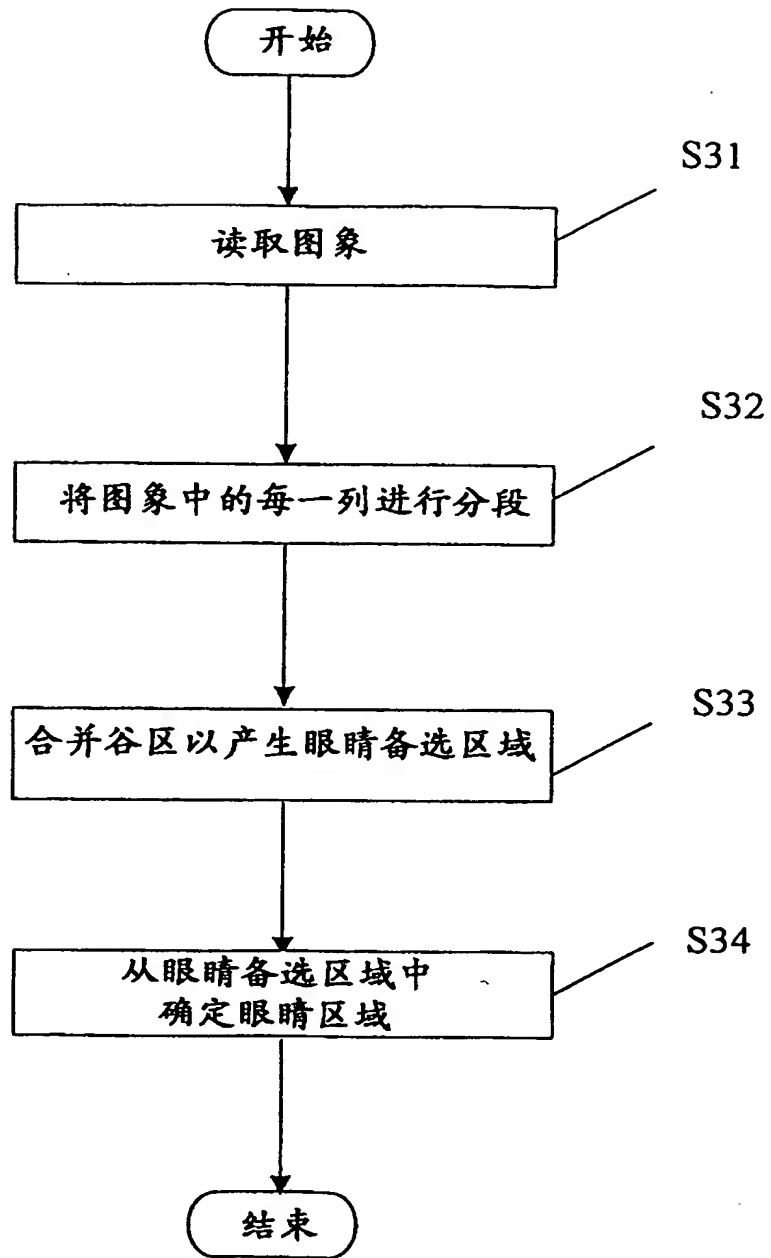 开始
S31
读取图象
S32
将图象中的每一列进行分段
S33
合并谷区以产生眼睛备选区域
S34
从眼睛备选区域中
确定眼睛区域
结束